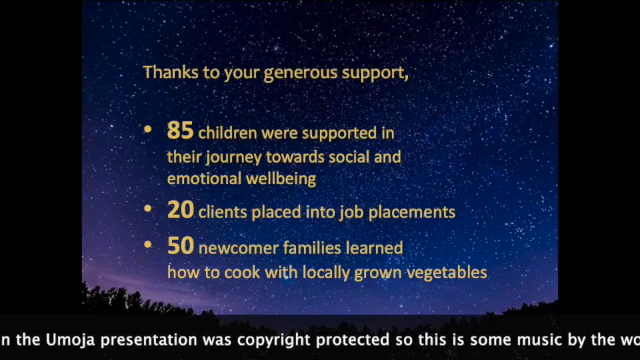 Thanks to your generous support,
• 85 children were supported in
their journey towards social and
emotional wellbeing
• 20 clients placed into job placements
• 50 newcomer families learned
how to cook with locally grown vegetables
n the Umoja presentation was copyright protected so this is some music by the wo